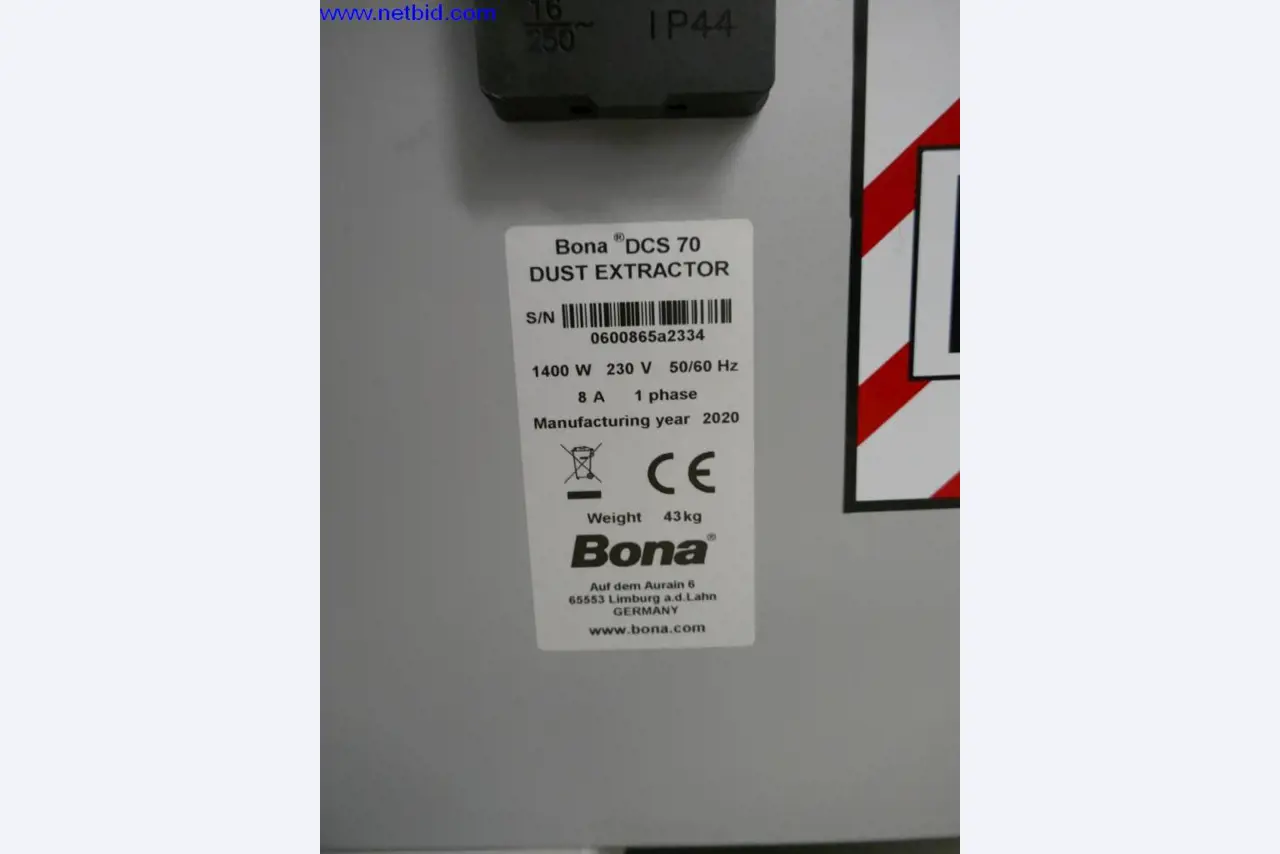 www.netbid.com
16
250~
IP44
Bona ® DCS 70
DUST EXTRACTOR
S/N
0600865a2334
1400 W 230 V 50/60 Hz
8 A 1 phase
Manufacturing year 2020
CE
Weight 43kg
Bona®
Auf dem Aurain 6
65553 Limburg a.d.Lahn
GERMANY
www.bona.com